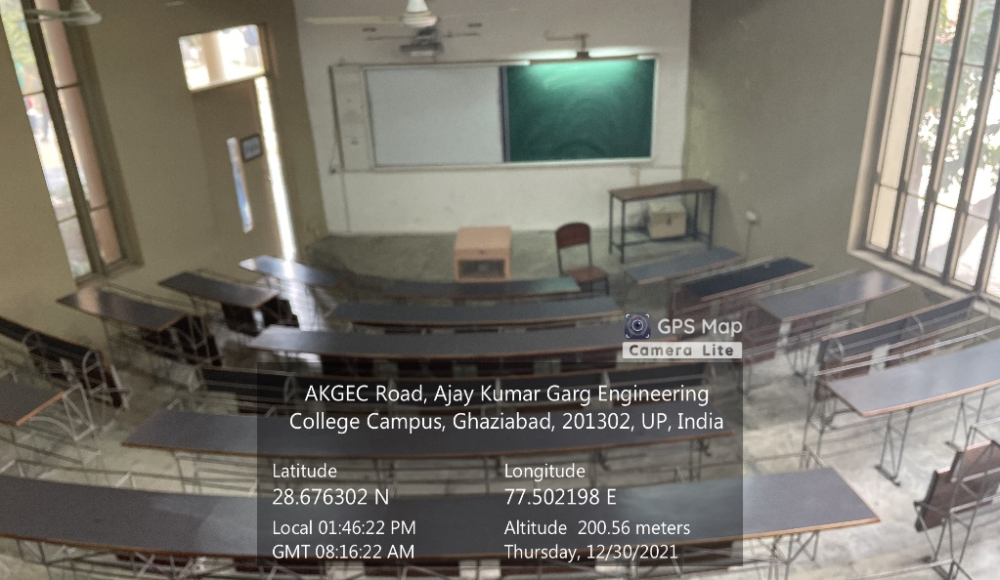 GPS Map
Camera Lite
AKGEC Road, Ajay Kumar Garg Engineering
College Campus, Ghaziabad, 201302, UP, India
Latitude
Longitude
28.676302 N
77.502198 E
Local 01:46:22 PM
Altitude 200.56 meters
GMT 08:16:22 AM
Thursday, 12/30/2021